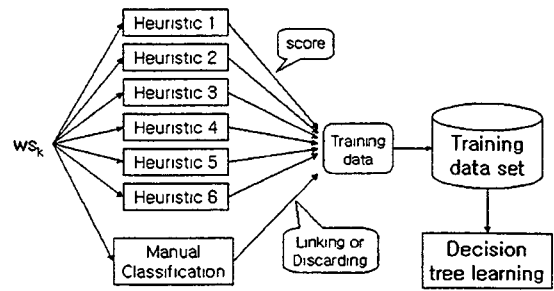 Heuristic 1
score
Heuristic 2
Heuristic 3
Heuristic 4
Heuristic 5
Heuristic 6
wsk
Training
data
Training
data set
Manual
Classification
Linking or
Discarding
Decision
tree learning